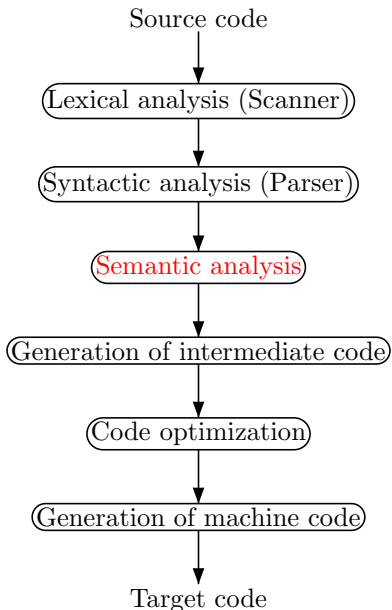 Source code
Lexical analysis (Scanner)
Syntactic analysis (Parser)
Semantic analysis
Generation of intermediate code
Code optimization
Generation of machine code
Target code